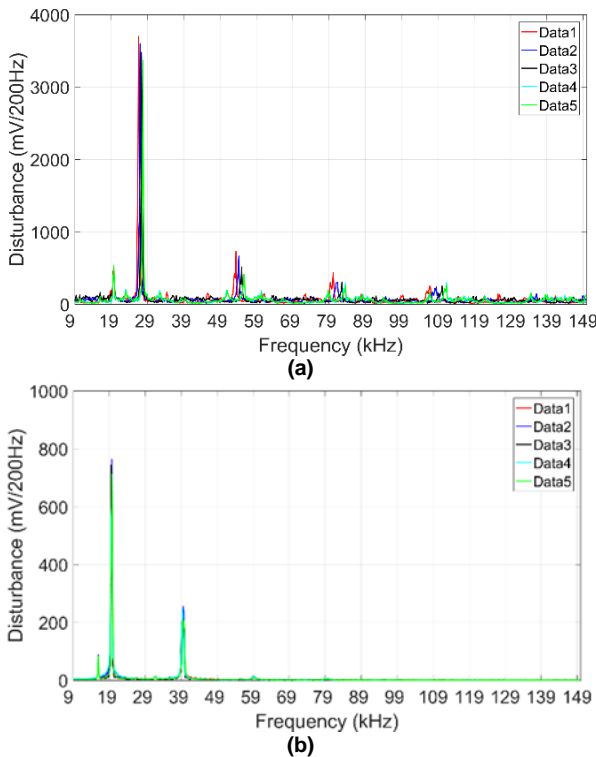 4000
3000
2000
1000
0
Disturbance (mV/200Hz)
Data1
Data2
Data3
Data4
Data5
9 19 29 39 49 59 69 79 89 99 109 119 129 139 149
Frequency (kHz)
(a)
1000
800
600
400
200
0
Disturbance (mV/200Hz)
Data1
Data2
Data3
Data4
Data5
9 19 29 39 49 59 69 79 89 99 109 119 129 139 149
Frequency (kHz)
(b)